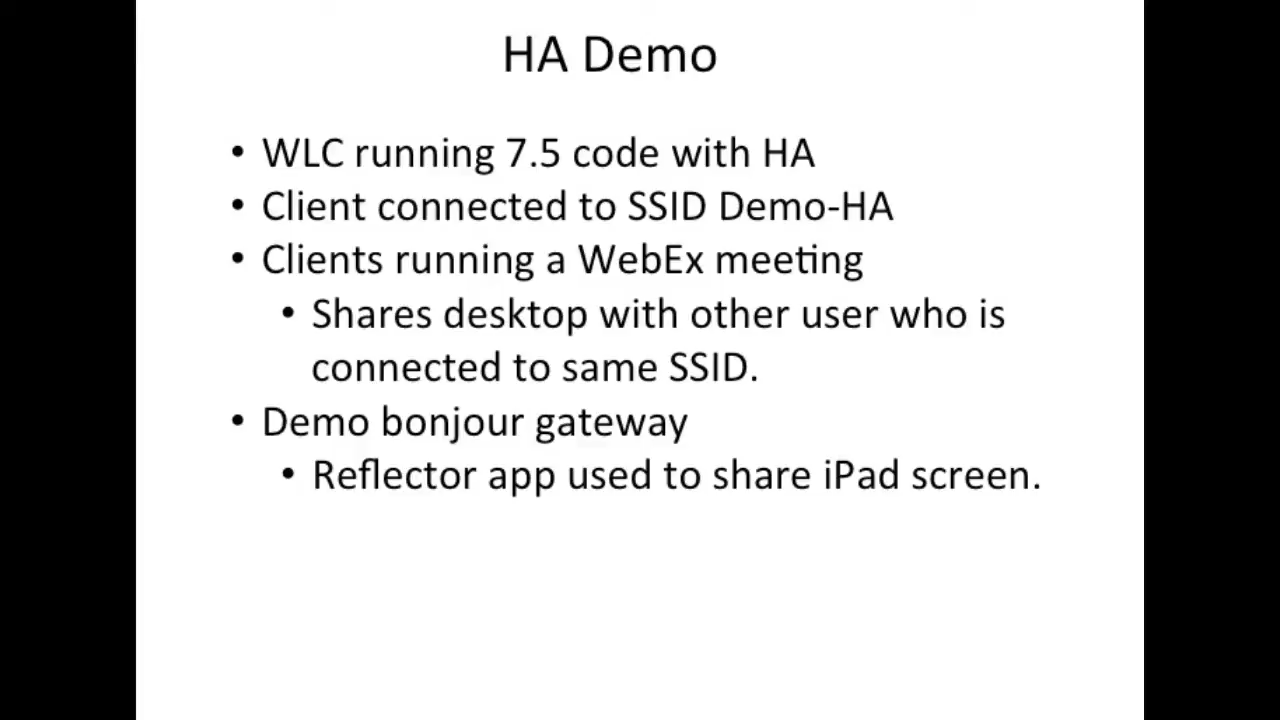 HA Demo
• WLC running 7.5 code with HA
• Client connected to SSID Demo-HA
• Clients running a WebEx meeting
• Shares desktop with other user who is
connected to same SSID.
• Demo bonjour gateway
• Reflector app used to share iPad screen.